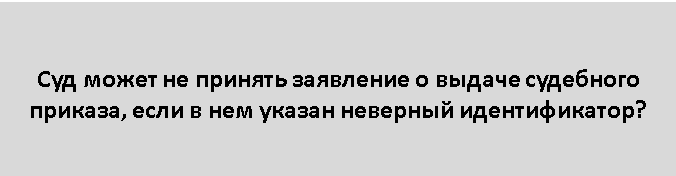 Суд может не принять заявление о выдаче судебного
приказа, если в нем указан неверный идентификатор?